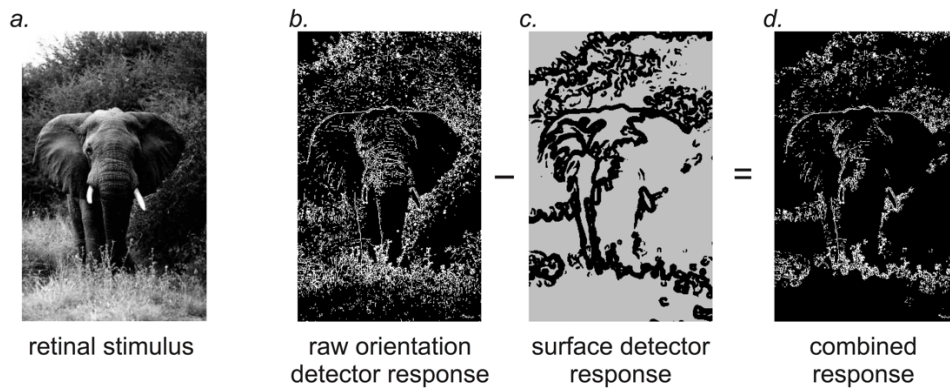 a.
b.
c.
d.
–
=
retinal stimulus
raw orientation
detector response
surface detector
response
combined
response